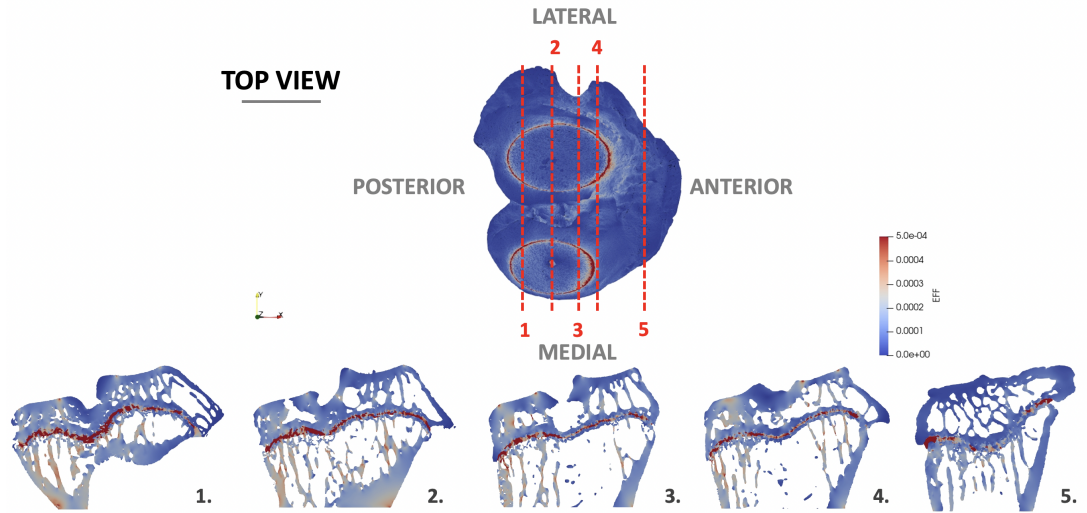 LATERAL
2 4
TOP VIEW
POSTERIOR
ANTERIOR
5.0e-04
0.0004
0.0003
0.0002
0.0001
0.0e+00
EFF
Y
Z X
1 3 5
MEDIAL
1. 2. 3. 4. 5.